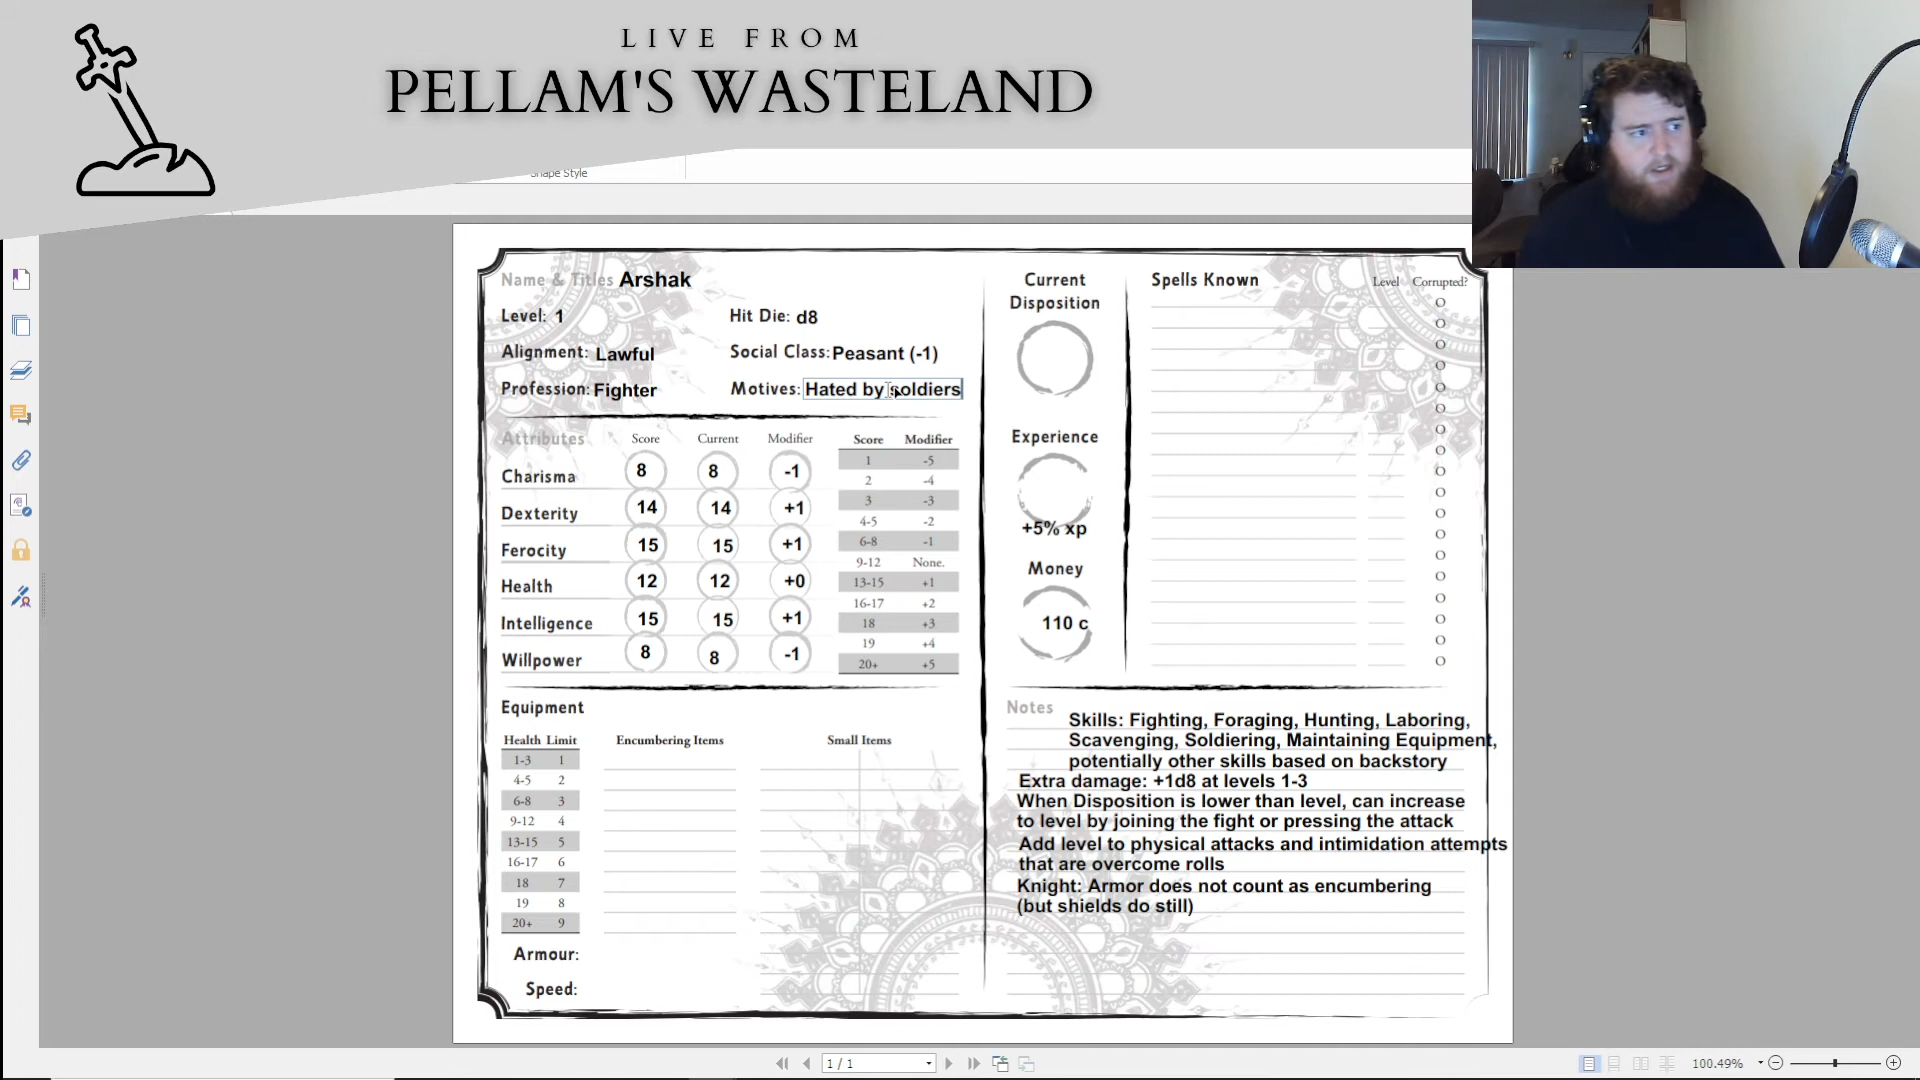 LIVE FROM
PELLAM'S WASTELAND
Shape Style
Name & Titles Arshak
Level: 1
Hit Die: d8
Alignment: Lawful
Social Class: Peasant (-1)
Profession: Fighter
Motives: Hated by soldiers
Attributes Score Current Modifier
Charisma 8 8 -1
Dexterity 14 14 +1
Ferocity 15 15 +1
Health 12 12 +0
Intelligence 15 15 +1
Willpower 8 8 -1
Score Modifier
1 -5
2 -4
3 -3
4-5 -2
6-8 -1
9-12 None.
13-15 +1
16-17 +2
18 +3
19 +4
20+ +5
Equipment
Health Limit
1-3 1
4-5 2
6-8 3
9-12 4
13-15 5
16-17 6
18 7
19 8
20+ 9
Encumbering Items
Small Items
Armour:
Speed:
Current
Disposition
Experience
+5% xp
Money
110 c
Spells Known Level Corrupted?
Notes
Skills: Fighting, Foraging, Hunting, Laboring,
Scavenging, Soldiering, Maintaining Equipment,
potentially other skills based on backstory
Extra damage: +1d8 at levels 1-3
When Disposition is lower than level, can increase
to level by joining the fight or pressing the attack
Add level to physical attacks and intimidation attempts
that are overcome rolls
Knight: Armor does not count as encumbering
(but shields do still)
1 / 1
100.49%